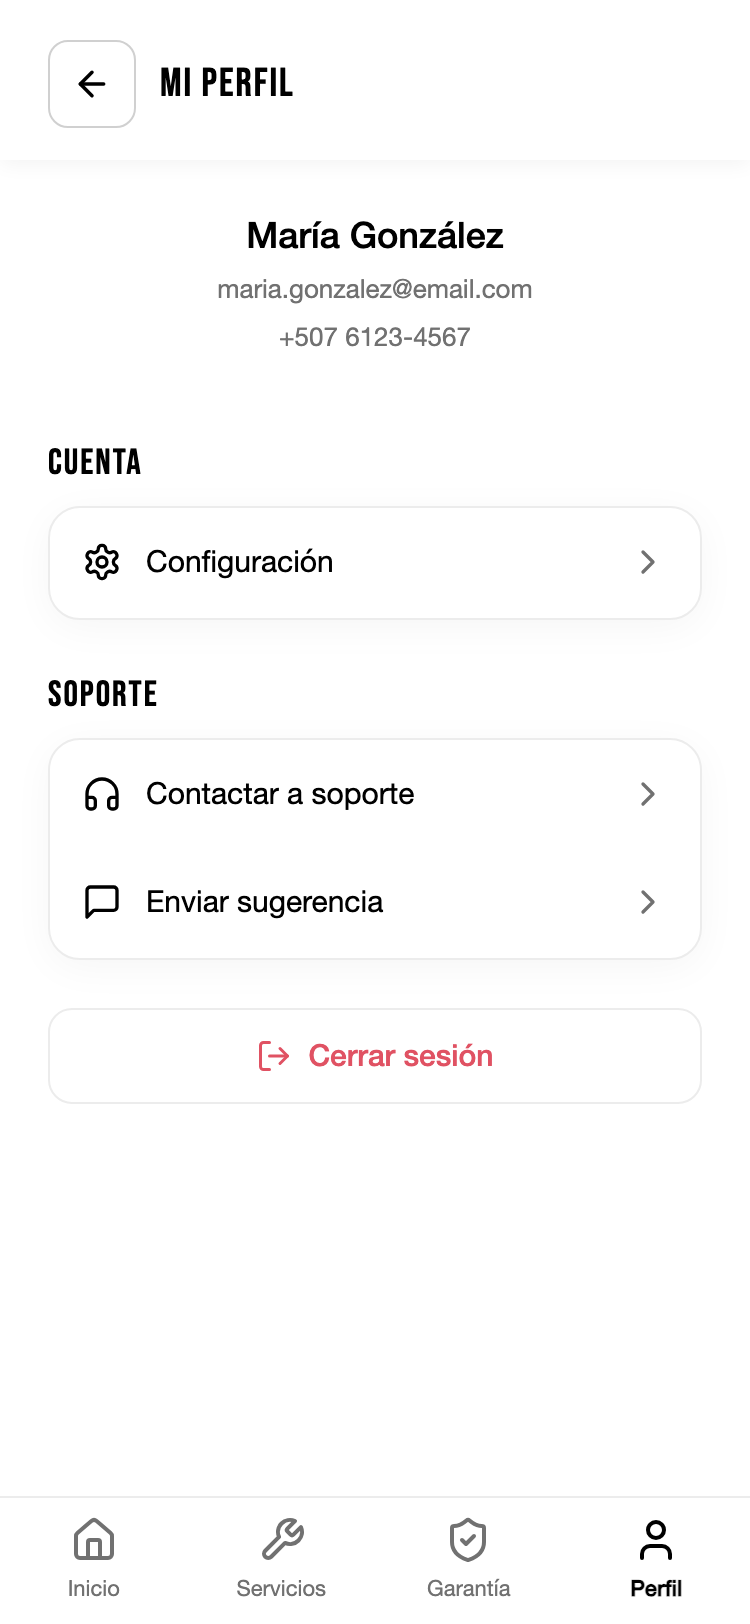 MI PERFIL
María González
maria.gonzalez@email.com
+507 6123-4567
CUENTA
Configuración
SOPORTE
Contactar a soporte
Enviar sugerencia
Cerrar sesión
Inicio
Servicios
Garantía
Perfil